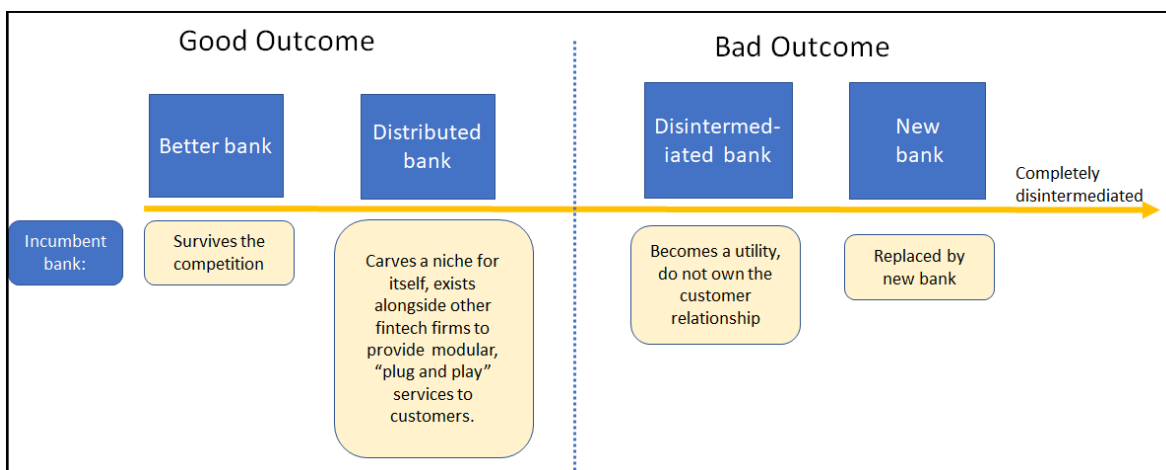 Good Outcome
Bad Outcome
Better bank
Distributed
bank
Disintermed-
iated bank
New
bank
Completely
disintermediated
Incumbent
bank:
Survives the
competition
Carves a niche for
itself, exists
alongside other
fintech firms to
provide modular,
“plug and play”
services to
customers.
Becomes a utility,
do not own the
customer
relationship
Replaced by
new bank